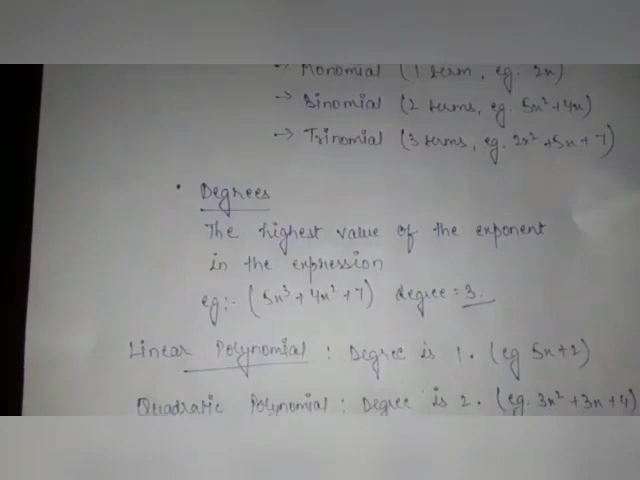 → Monomial (1 term, eg. 2x)
→ Binomial (2 terms, eg. 5x²+4x)
→ Trinomial (3 terms, eg. 2x²+5x+7)
• Degrees
The highest value of the exponent
in the expression
eg:- (5x³+4x²+7) degree = 3.
Linear Polynomial : Degree is 1. (eg 5x+2)
Quadratic Polynomial : Degree is 2. (eg. 3x²+3x+4)